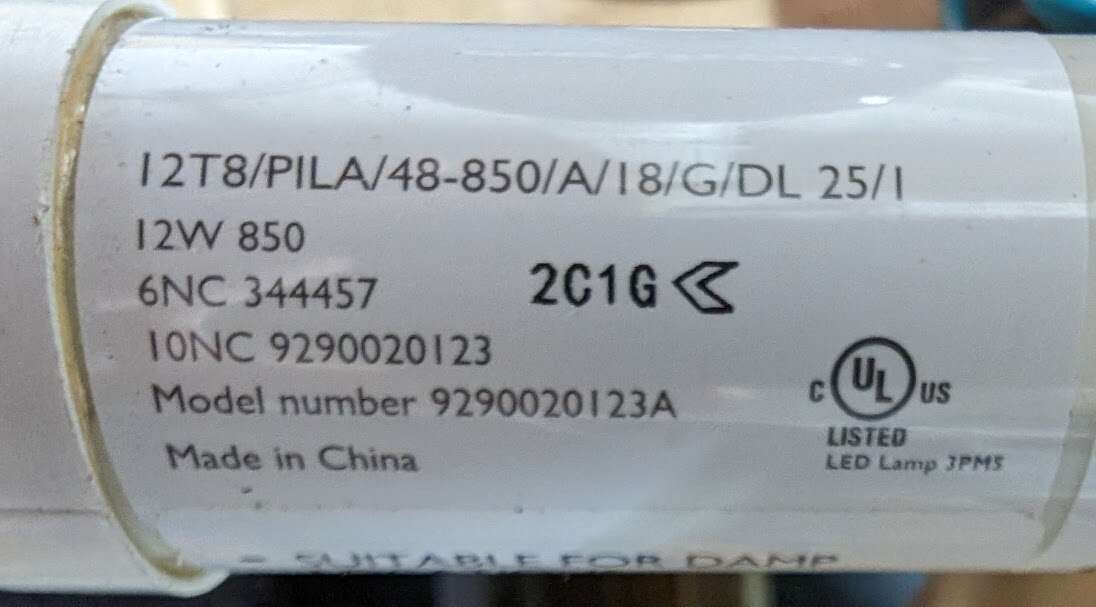 12T8/PILA/48-850/A/18/G/DL 25/1
12W 850
6NC 344457
2C1G
10NC 9290020123
Model number 9290020123A
Made in China
C UL US
LISTED
LED Lamp 3PM5
- SUITABLE FOR DAMP